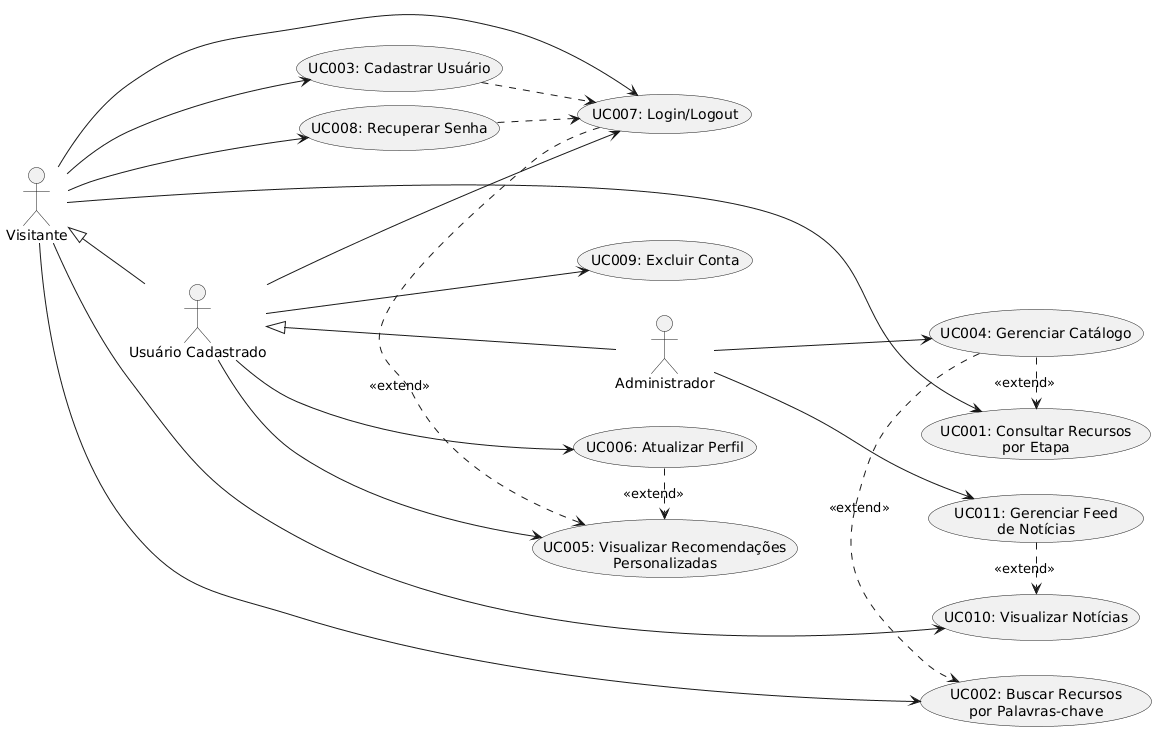 UC003: Cadastrar Usuário
UC007: Login/Logout
UC008: Recuperar Senha
Visitante
UC009: Excluir Conta
UC004: Gerenciar Catálogo
Usuário Cadastrado
Administrador
«extend»
«extend»
UC001: Consultar Recursos
por Etapa
UC006: Atualizar Perfil
«extend»
«extend»
UC011: Gerenciar Feed
de Notícias
UC005: Visualizar Recomendações
Personalizadas
«extend»
UC010: Visualizar Notícias
UC002: Buscar Recursos
por Palavras-chave